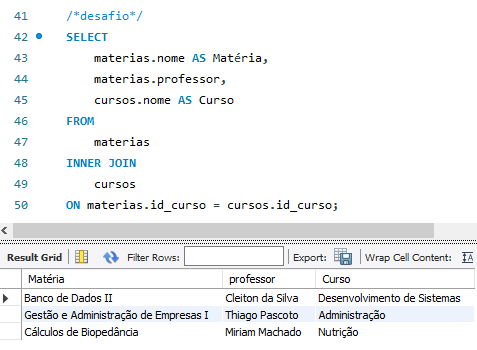 41 /*desafio*/
42 SELECT
43 materias.nome AS Matéria,
44 materias.professor,
45 cursos.nome AS Curso
46 FROM
47 materias
48 INNER JOIN
49 cursos
50 ON materias.id_curso = cursos.id_curso;
Result Grid Filter Rows: Export: Wrap Cell Content:
Matéria professor Curso
Banco de Dados II Cleiton da Silva Desenvolvimento de Sistemas
Gestão e Administração de Empresas I Thiago Pascoto Administração
Cálculos de Biopedância Miriam Machado Nutrição